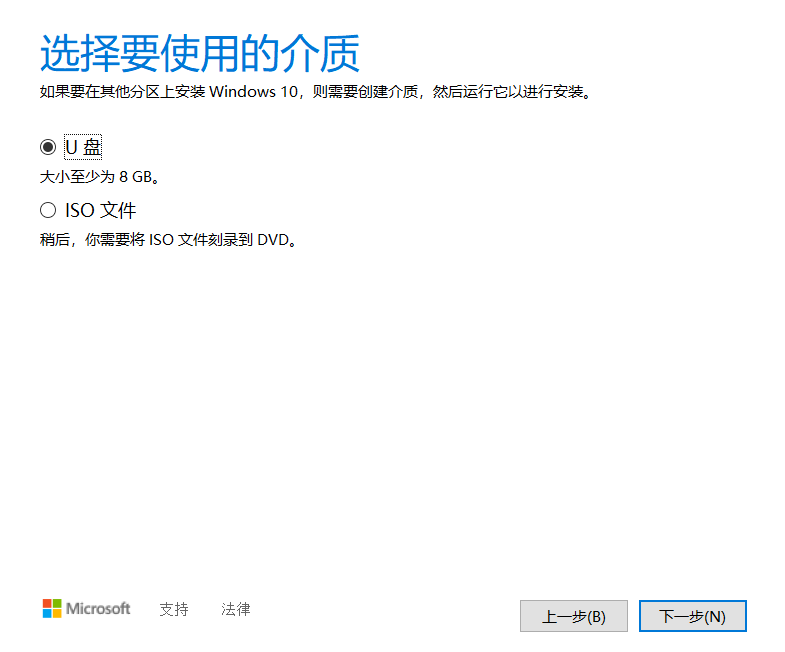 选择要使用的介质
如果要在其他分区上安装 Windows 10，则需要创建介质，然后运行它以进行安装。
U 盘
大小至少为 8 GB。
ISO 文件
稍后，你需要将 ISO 文件刻录到 DVD。
Microsoft 支持 法律 上一步(B) 下一步(N)